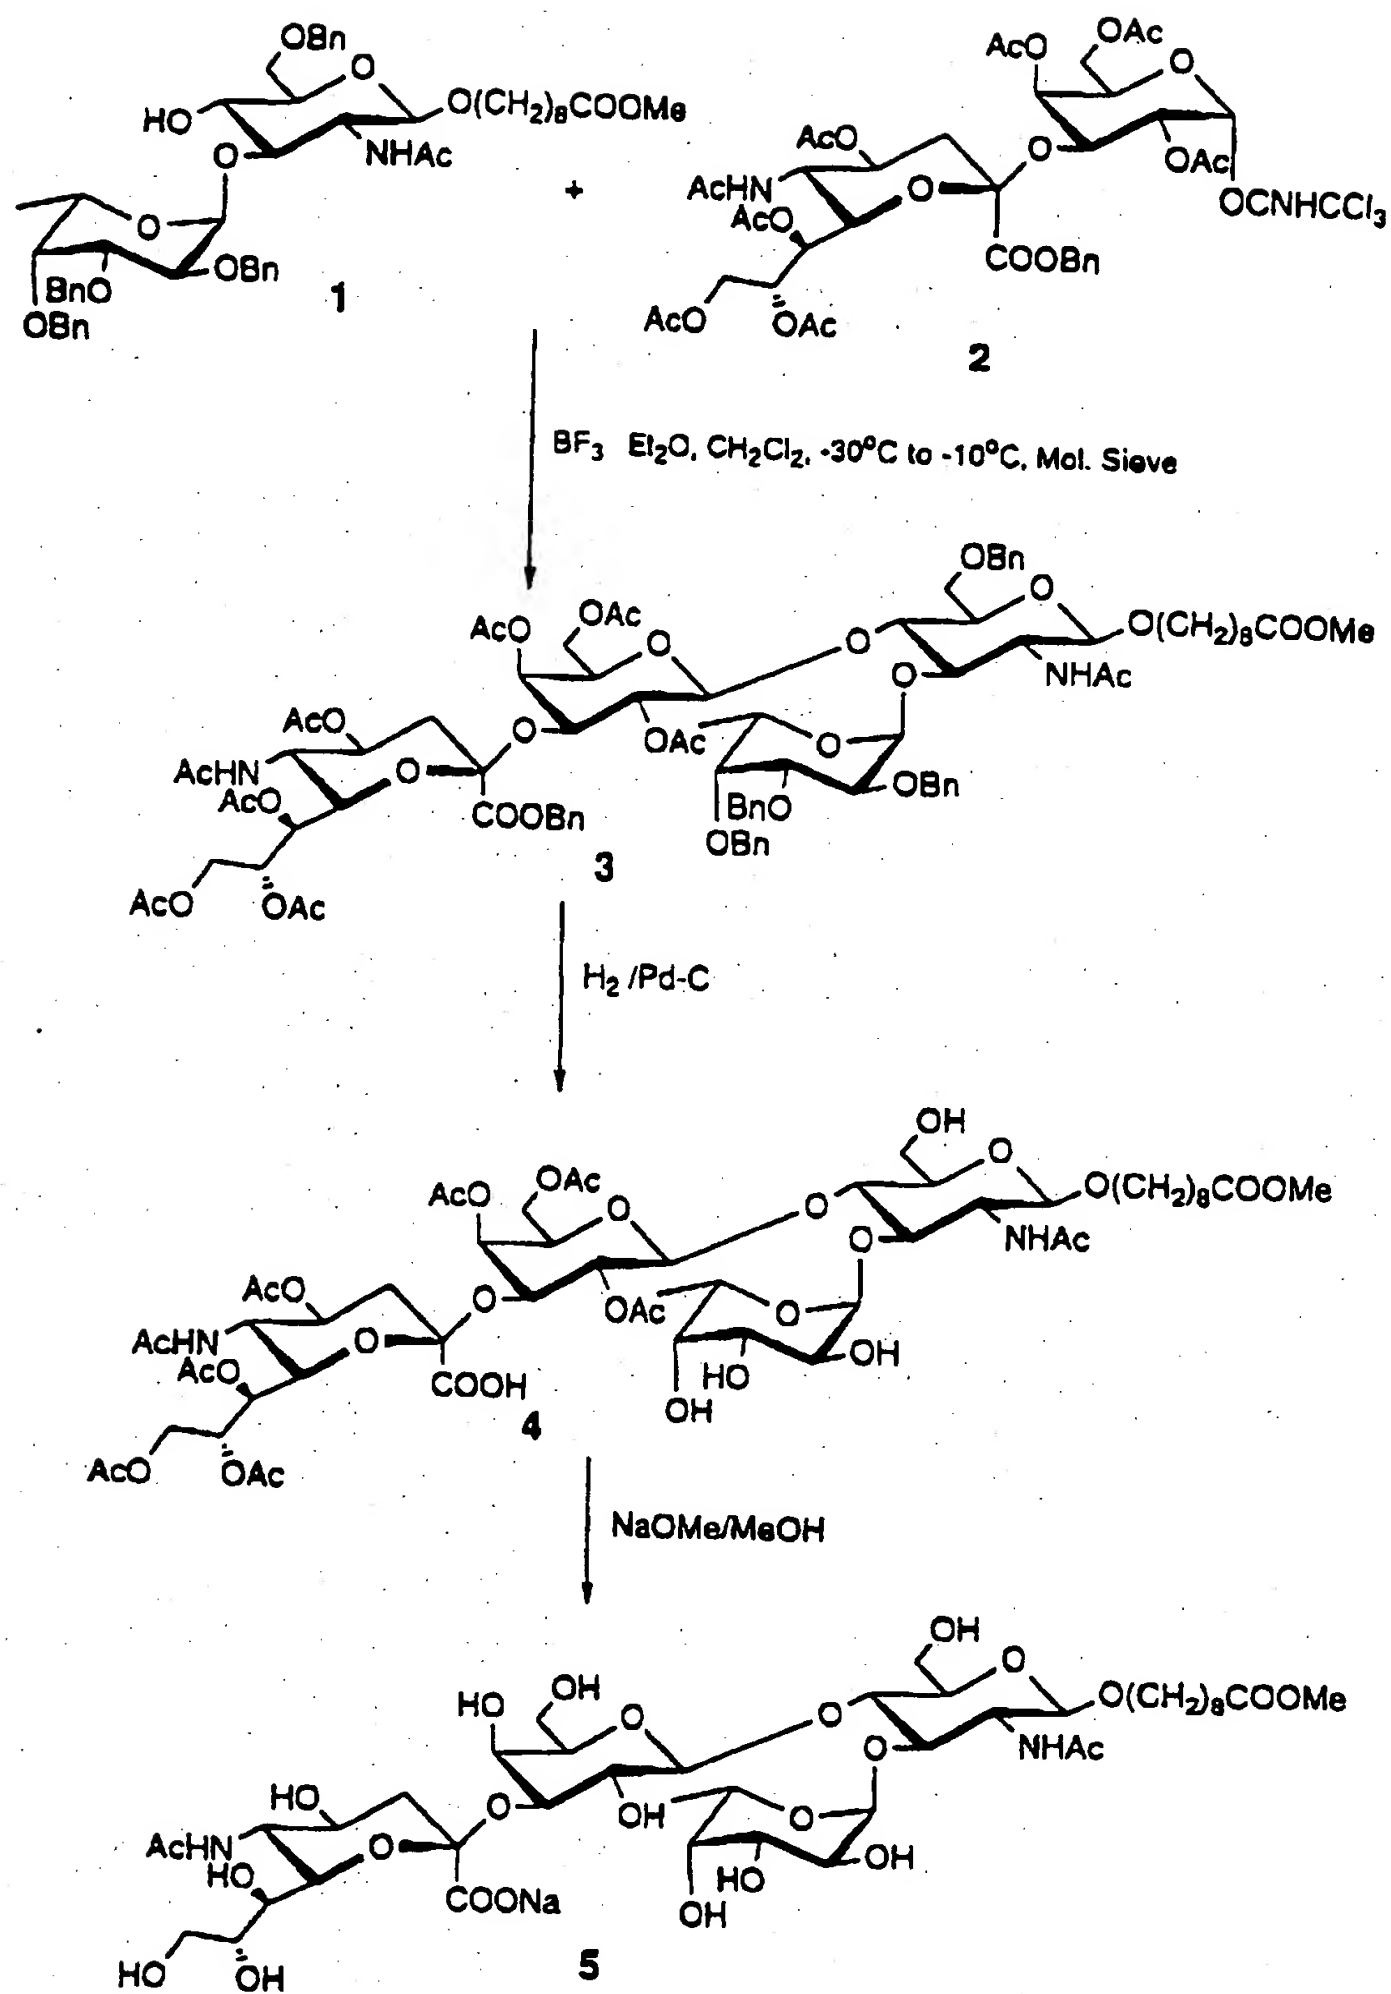 OBn
O
HO
O(CH2)8COOMe
O
NHAc
O
OBn
BnO
OBn
1
+
AcO
OAc
O
AcO
O
OAc
AcHN
O
AcO
OCNHCCl3
COOBn
AcO
OAc
2
BF3 Et2O, CH2Cl2, -30°C to -10°C, Mol. Sieve
OBn
O
AcO
OAc
O
O
O(CH2)8COOMe
O
NHAc
AcO
O
OAc
O
AcHN
O
AcO
COOBn
OBn
BnO
OBn
3
AcO
OAc
H2 /Pd-C
OH
O
AcO
OAc
O
O
O(CH2)8COOMe
O
NHAc
AcO
O
OAc
O
AcHN
O
AcO
COOH
OH
HO
OH
4
AcO
OAc
NaOMe/MeOH
OH
O
HO
OH
O
O
O(CH2)8COOMe
O
NHAc
HO
O
OH
O
AcHN
O
HO
COONa
OH
HO
OH
5
HO
OH